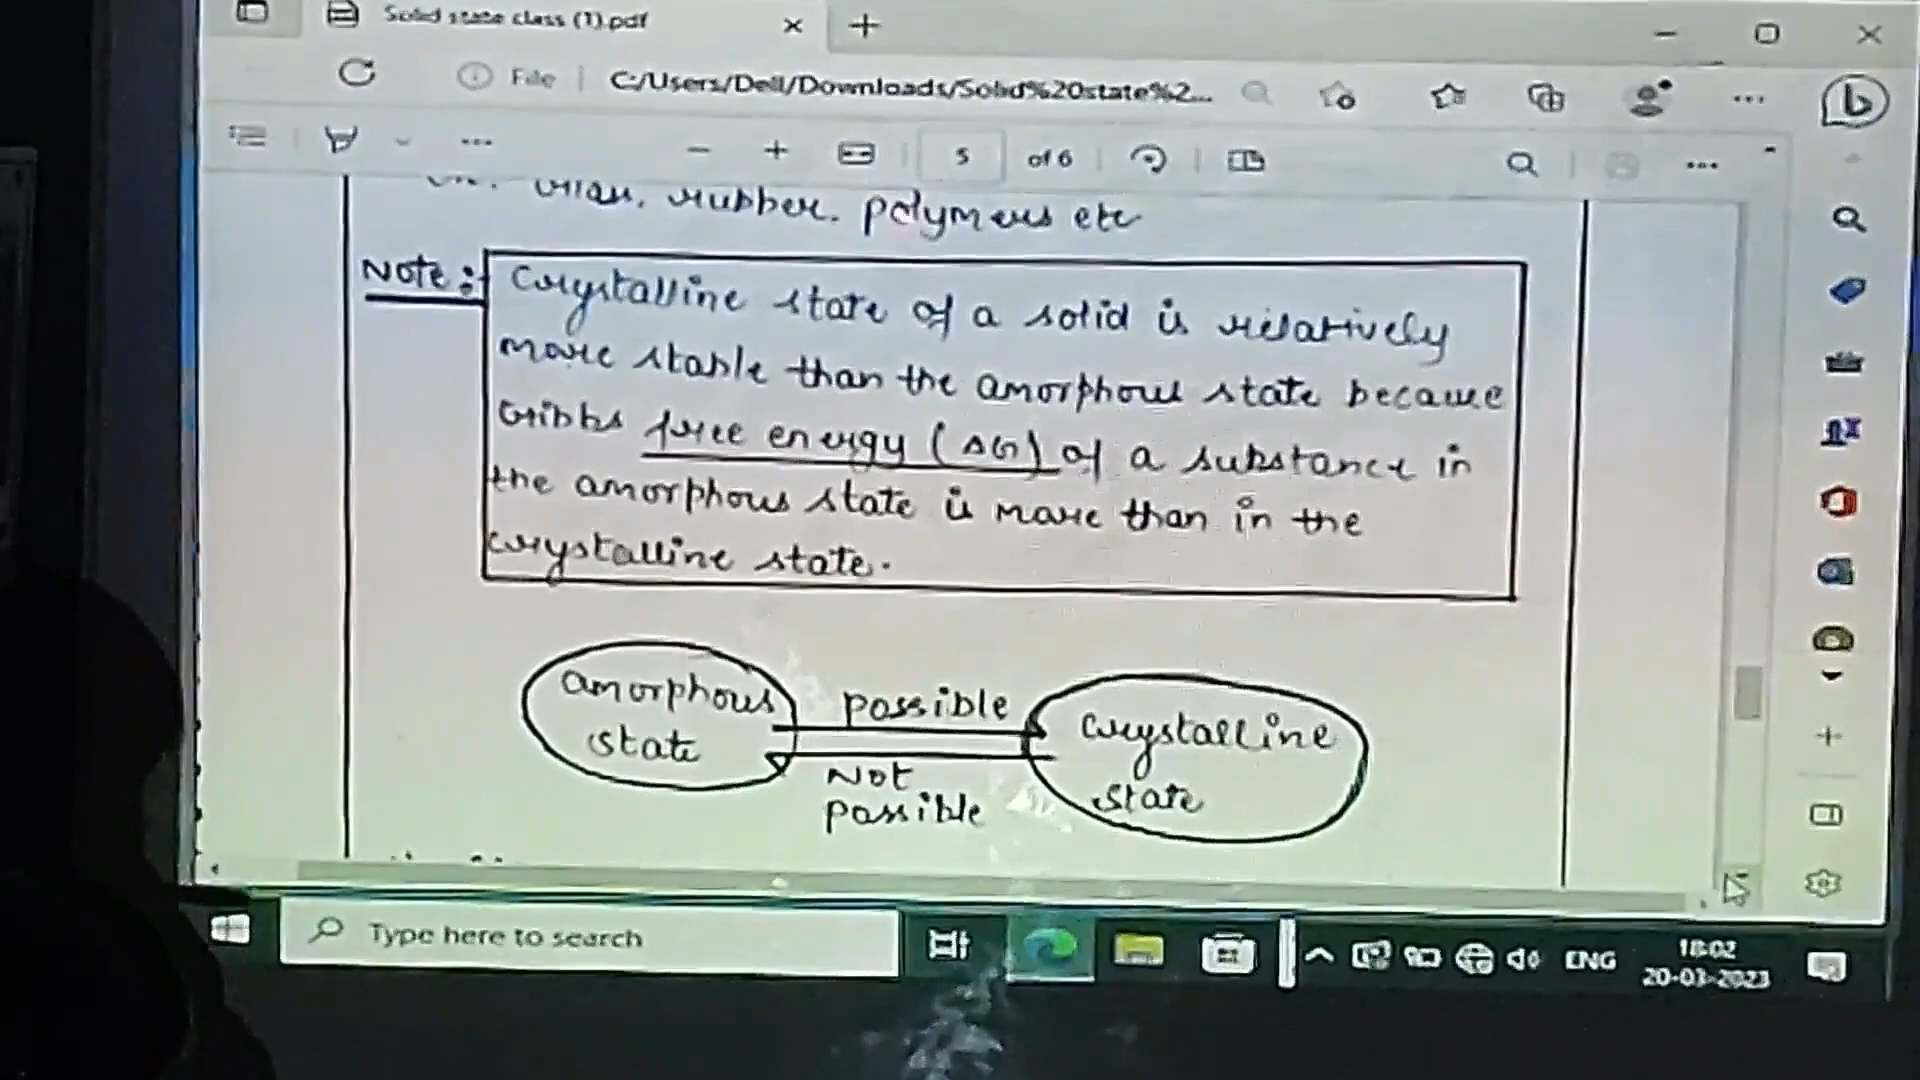 Solid state class (1).pdf
File C:/Users/Dell/Downloads/Solid%20state%2...
5 of 6
rubber. polymers etc
Note :-
Crystalline state of a solid is relatively
more stable than the amorphous state because
Gibbs free energy (ΔG) of a substance in
the amorphous state is more than in the
crystalline state.
amorphous
state
possible
Not
possible
Crystalline
state
Type here to search
ENG
18:02
20-03-2023